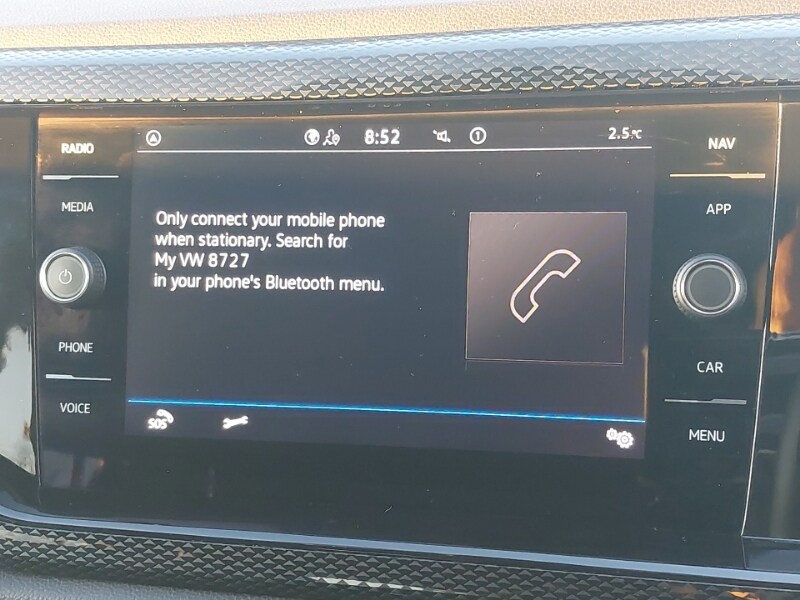 RADIO
MEDIA
PHONE
VOICE
8:52
1
2.5°C
Only connect your mobile phone
when stationary. Search for
My VW 8727
in your phone's Bluetooth menu.
SOS
NAV
APP
CAR
MENU